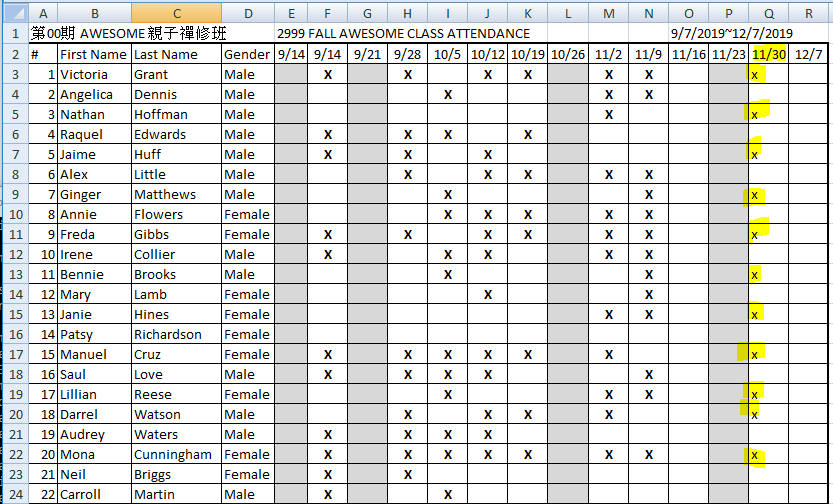 A B C D E F G H I J K L M N O P Q R
1 第00期 AWESOME 親子禪修班 2999 FALL AWESOME CLASS ATTENDANCE 9/7/2019~12/7/2019
2 # First Name Last Name Gender 9/14 9/14 9/21 9/28 10/5 10/12 10/19 10/26 11/2 11/9 11/16 11/23 11/30 12/7
3 1 Victoria Grant Male X X X X X X x
4 2 Angelica Dennis Male X X X
5 3 Nathan Hoffman Male X x
6 4 Raquel Edwards Male X X X X
7 5 Jaime Huff Male X X X x
8 6 Alex Little Male X X X X X
9 7 Ginger Matthews Male X X x
10 8 Annie Flowers Female X X X X X
11 9 Freda Gibbs Female X X X X X X x
12 10 Irene Collier Male X X X X X
13 11 Bennie Brooks Male X X x
14 12 Mary Lamb Female X X
15 13 Janie Hines Female X X x
16 14 Patsy Richardson Female
17 15 Manuel Cruz Female X X X X X X x
18 16 Saul Love Male X X X X X
19 17 Lillian Reese Female X X X x
20 18 Darrel Watson Male X X X X x
21 19 Audrey Waters Male X X X X
22 20 Mona Cunningham Female X X X X X X X x
23 21 Neil Briggs Female X X
24 22 Carroll Martin Male X X